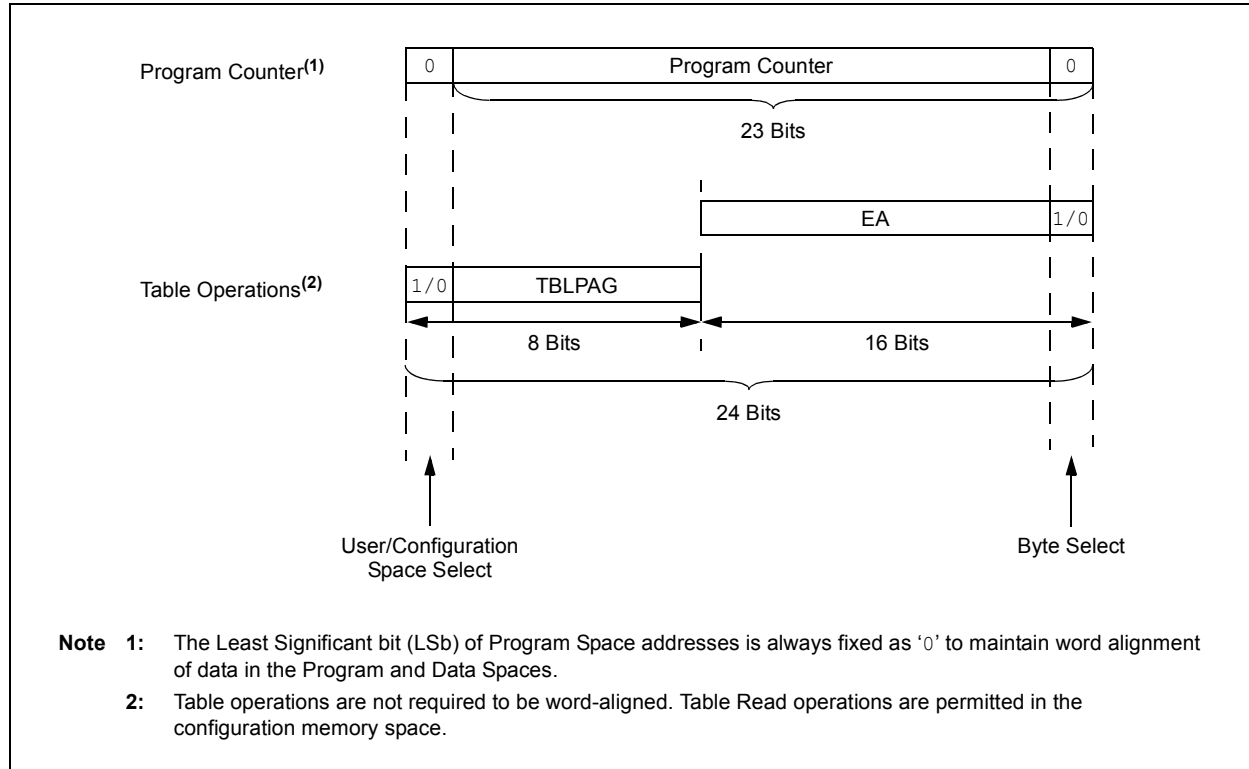 Program Counter(1)
0
Program Counter
0
23 Bits
EA
1/0
Table Operations(2)
1/0
TBLPAG
8 Bits
16 Bits
24 Bits
User/Configuration
Space Select
Byte Select
Note 1: The Least Significant bit (LSb) of Program Space addresses is always fixed as ‘0’ to maintain word alignment
of data in the Program and Data Spaces.
2: Table operations are not required to be word-aligned. Table Read operations are permitted in the
configuration memory space.